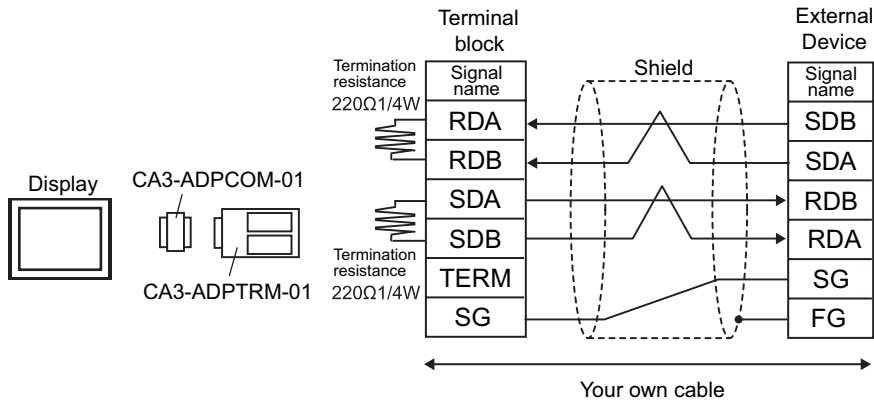 Terminal
block
External
Device
Termination
resistance
220Ω1/4W
Signal
name
Shield
Signal
name
RDA
SDB
RDB
SDA
Display
CA3-ADPCOM-01
SDA
RDB
SDB
RDA
CA3-ADPTRM-01
Termination
resistance
220Ω1/4W
TERM
SG
SG
FG
Your own cable